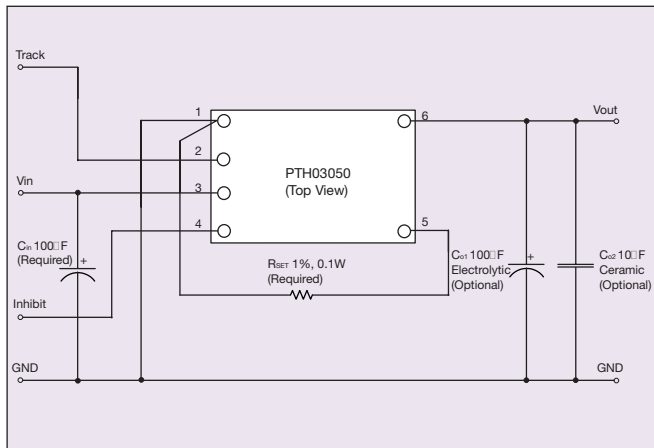 Track
1
6
Vout
2
PTH03050
(Top View)
Vin
3
4
5
Cin 100□F
(Required)
RSET 1%, 0.1W
(Required)
Co1 100□F
Electrolytic
(Optional)
Co2 10□F
Ceramic
(Optional)
+
+
Inhibit
GND
GND